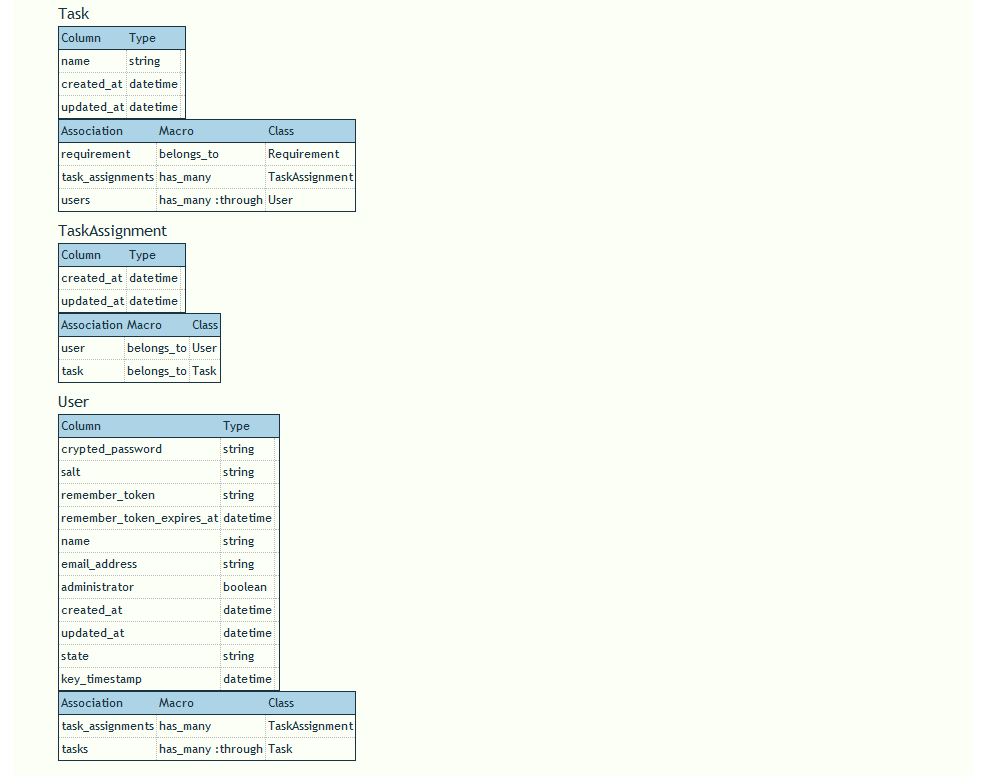 Task
Column Type
name string
created_at datetime
updated_at datetime
Association Macro Class
requirement belongs_to Requirement
task_assignments has_many TaskAssignment
users has_many :through User
TaskAssignment
Column Type
created_at datetime
updated_at datetime
Association Macro Class
user belongs_to User
task belongs_to Task
User
Column Type
crypted_password string
salt string
remember_token string
remember_token_expires_at datetime
name string
email_address string
administrator boolean
created_at datetime
updated_at datetime
state string
key_timestamp datetime
Association Macro Class
task_assignments has_many TaskAssignment
tasks has_many :through Task